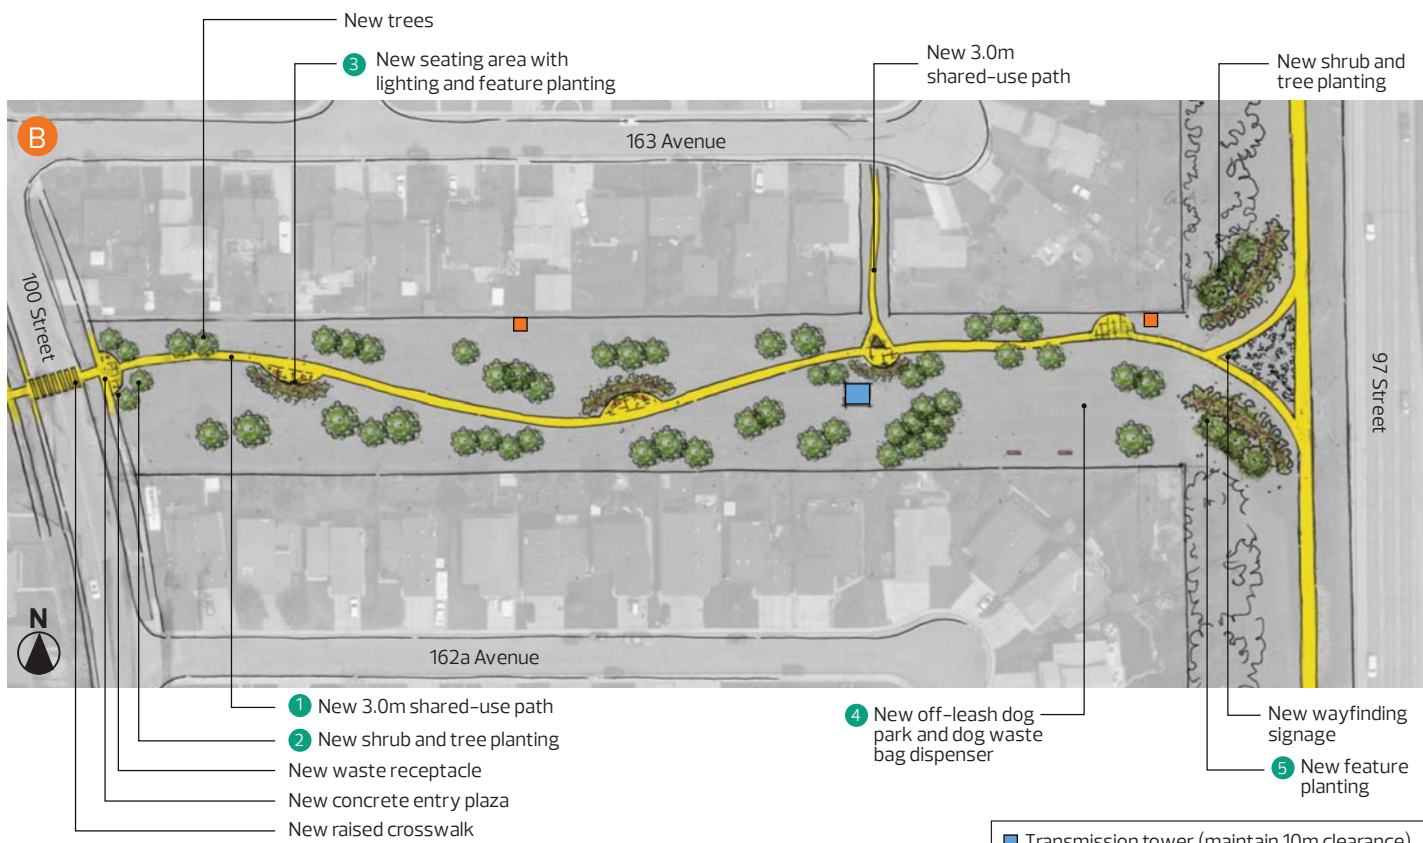 New trees
3 New seating area with
lighting and feature planting
New 3.0m
shared-use path
New shrub and
tree planting
B
163 Avenue
100 Street
97 Street
N
162a Avenue
1 New 3.0m shared-use path
2 New shrub and tree planting
New waste receptacle
New concrete entry plaza
New raised crosswalk
4 New off-leash dog
park and dog waste
bag dispenser
New wayfinding
signage
5 New feature
planting
Transmission tower (maintain 10m clearance)